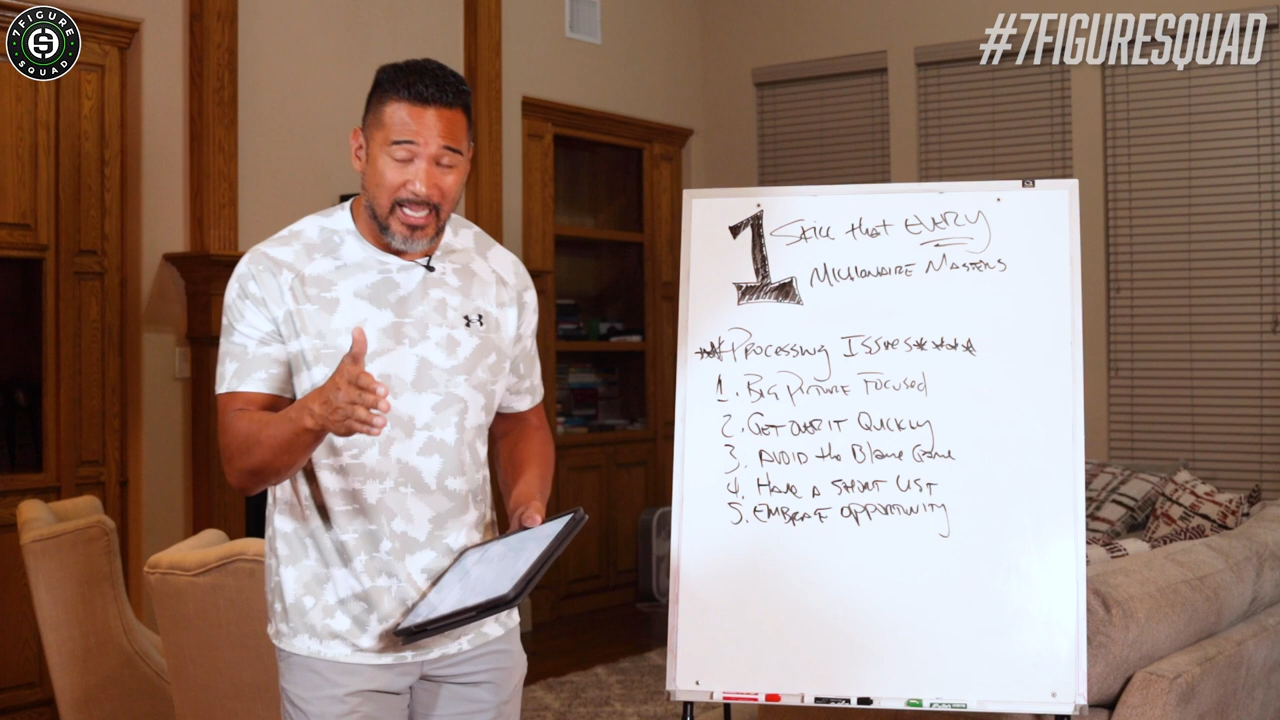 7FIGURE
SQUAD
#7FIGURESQUAD
1 Skill that EVERY
MILLIONAIRE MASTERS
***PROCESSING ISSUES****
1. BIG PICTURE FOCUSED
2. GET OVER IT QUICKLY
3. AVOID the Blame Game
4. HAVE A SHORT LIST
5. EMBRACE OPPORTUNITY